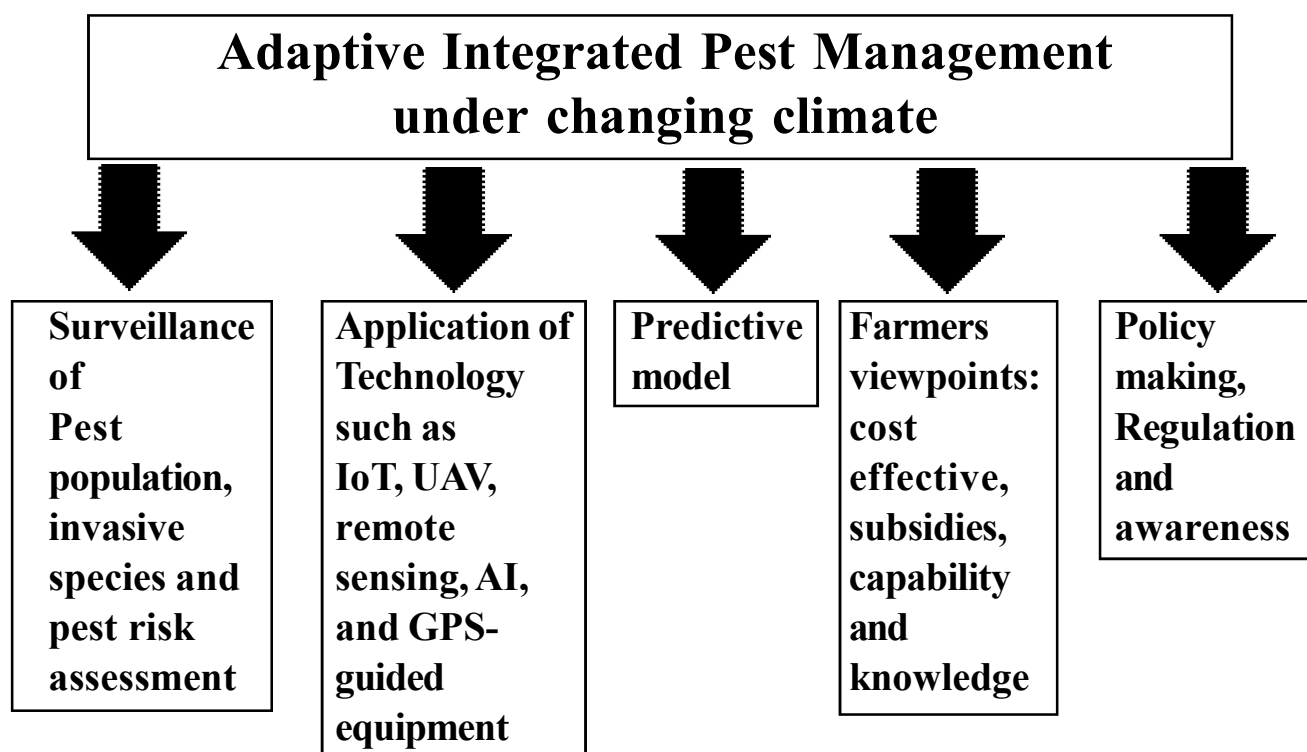 Adaptive Integrated Pest Management
under changing climate
Surveillance
of
Pest
population,
invasive
species and
pest risk
assessment
Application of
Technology
such as
IoT, UAV,
remote
sensing, AI,
and GPS-
guided
equipment
Predictive
model
Farmers
viewpoints:
cost
effective,
subsidies,
capability
and
knowledge
Policy
making,
Regulation
and
awareness